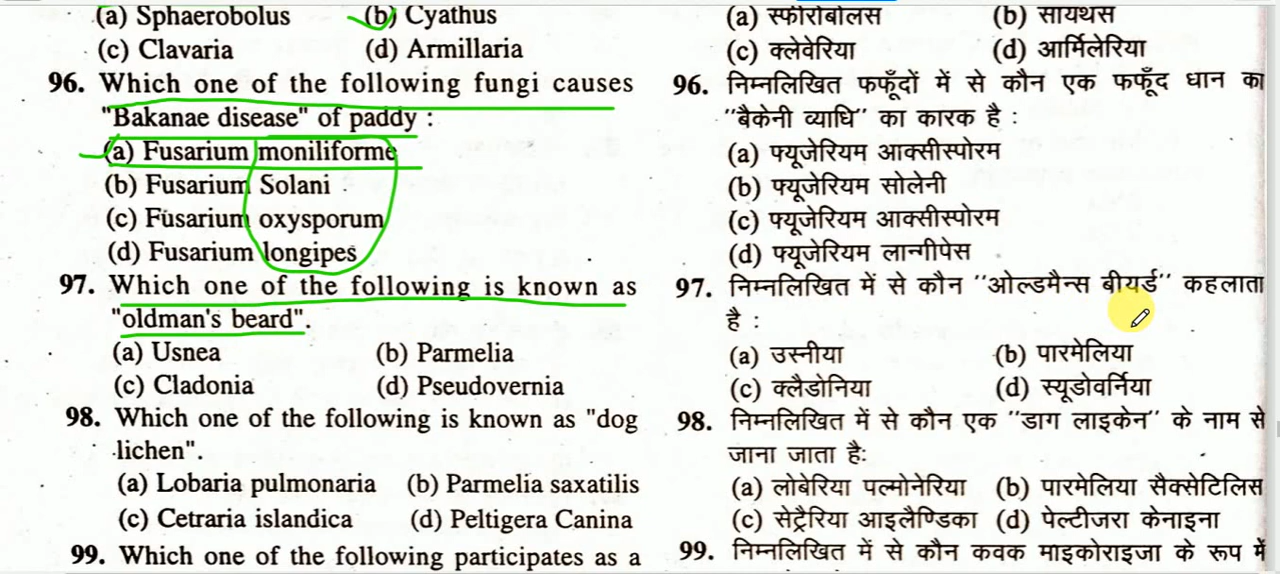 (a) Sphaerobolus (b) Cyathus
(c) Clavaria (d) Armillaria
96. Which one of the following fungi causes
"Bakanae disease" of paddy :
(a) Fusarium moniliforme
(b) Fusarium Solani
(c) Fusarium oxysporum
(d) Fusarium longipes
97. Which one of the following is known as
"oldman's beard".
(a) Usnea (b) Parmelia
(c) Cladonia (d) Pseudovernia
98. Which one of the following is known as "dog
lichen".
(a) Lobaria pulmonaria (b) Parmelia saxatilis
(c) Cetraria islandica (d) Peltigera Canina
99. Which one of the following participates as a
(a) स्फोरोबोलस (b) सायथस
(c) क्लेवेरिया (d) आर्मिलेरिया
96. निम्नलिखित फफूँदों में से कौन एक फफूँद धान का
"बैकेनी व्याधि" का कारक है :
(a) फ्यूजेरियम आक्सीस्पोरम
(b) फ्यूजेरियम सोलेनी
(c) फ्यूजेरियम आक्सीस्पोरम
(d) फ्यूजेरियम लान्गीपेस
97. निम्नलिखित में से कौन "ओल्डमैन्स बीयर्ड" कहलाता
है :
(a) उस्नीया (b) पारमेलिया
(c) क्लैडोनिया (d) स्यूडोवर्निया
98. निम्नलिखित में से कौन एक "डाग लाइकेन" के नाम से
जाना जाता हैः
(a) लोबेरिया पल्मोनेरिया (b) पारमेलिया सैक्सेटिलिस
(c) सेट्रैरिया आइलैण्डिका (d) पेल्टीजरा केनाइना
99. निम्नलिखित में से कौन कवक माइकोराइजा के रूप में